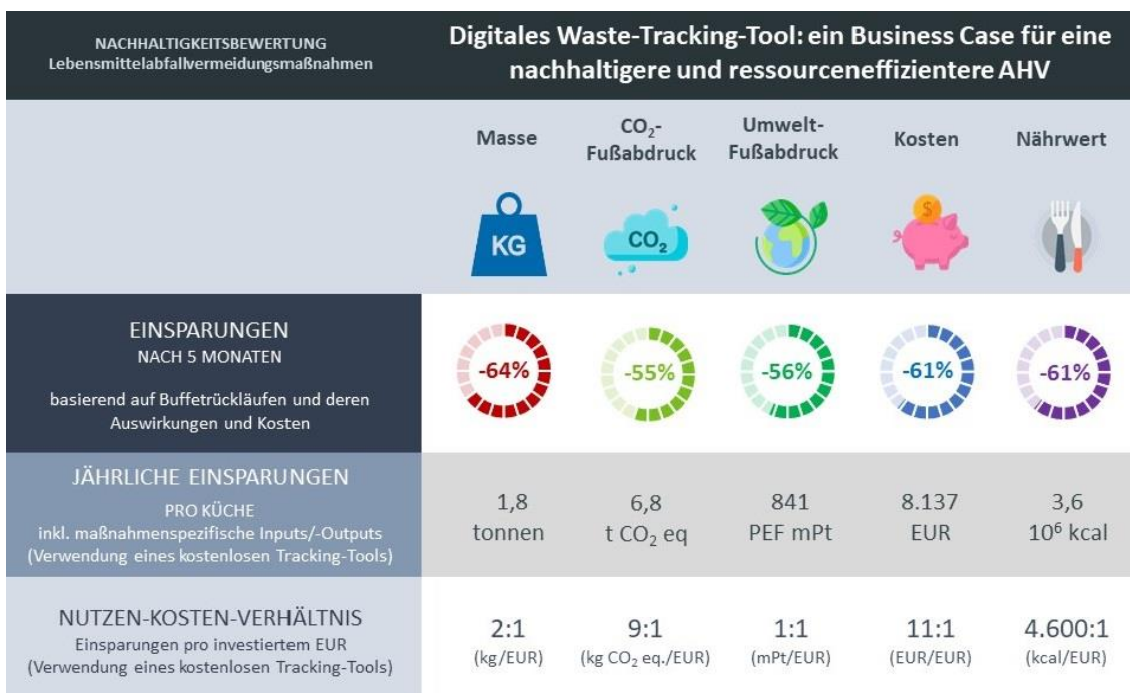 NACHHALTIGKEITSBEWERTUNG
Lebensmittelabfallvermeidungsmaßnahmen
Digitales Waste-Tracking-Tool: ein Business Case für eine
nachhaltigere und ressourceneffizientere AHV
Masse
CO₂-
Fußabdruck
Umwelt-
Fußabdruck
Kosten
Nährwert
KG
CO₂
$
EINSPARUNGEN
NACH 5 MONATEN
basierend auf Buffetrückläufen und deren
Auswirkungen und Kosten
-64%
-55%
-56%
-61%
-61%
JÄHRLICHE EINSPARUNGEN
PRO KÜCHE
inkl. maßnahmenspezifische Inputs/-Outputs
(Verwendung eines kostenlosen Tracking-Tools)
1,8
tonnen
6,8
t CO₂ eq
841
PEF mPt
8.137
EUR
3,6
10⁶ kcal
NUTZEN-KOSTEN-VERHÄLTNIS
Einsparungen pro investiertem EUR
(Verwendung eines kostenlosen Tracking-Tools)
2:1
(kg/EUR)
9:1
(kg CO₂ eq./EUR)
1:1
(mPt/EUR)
11:1
(EUR/EUR)
4.600:1
(kcal/EUR)